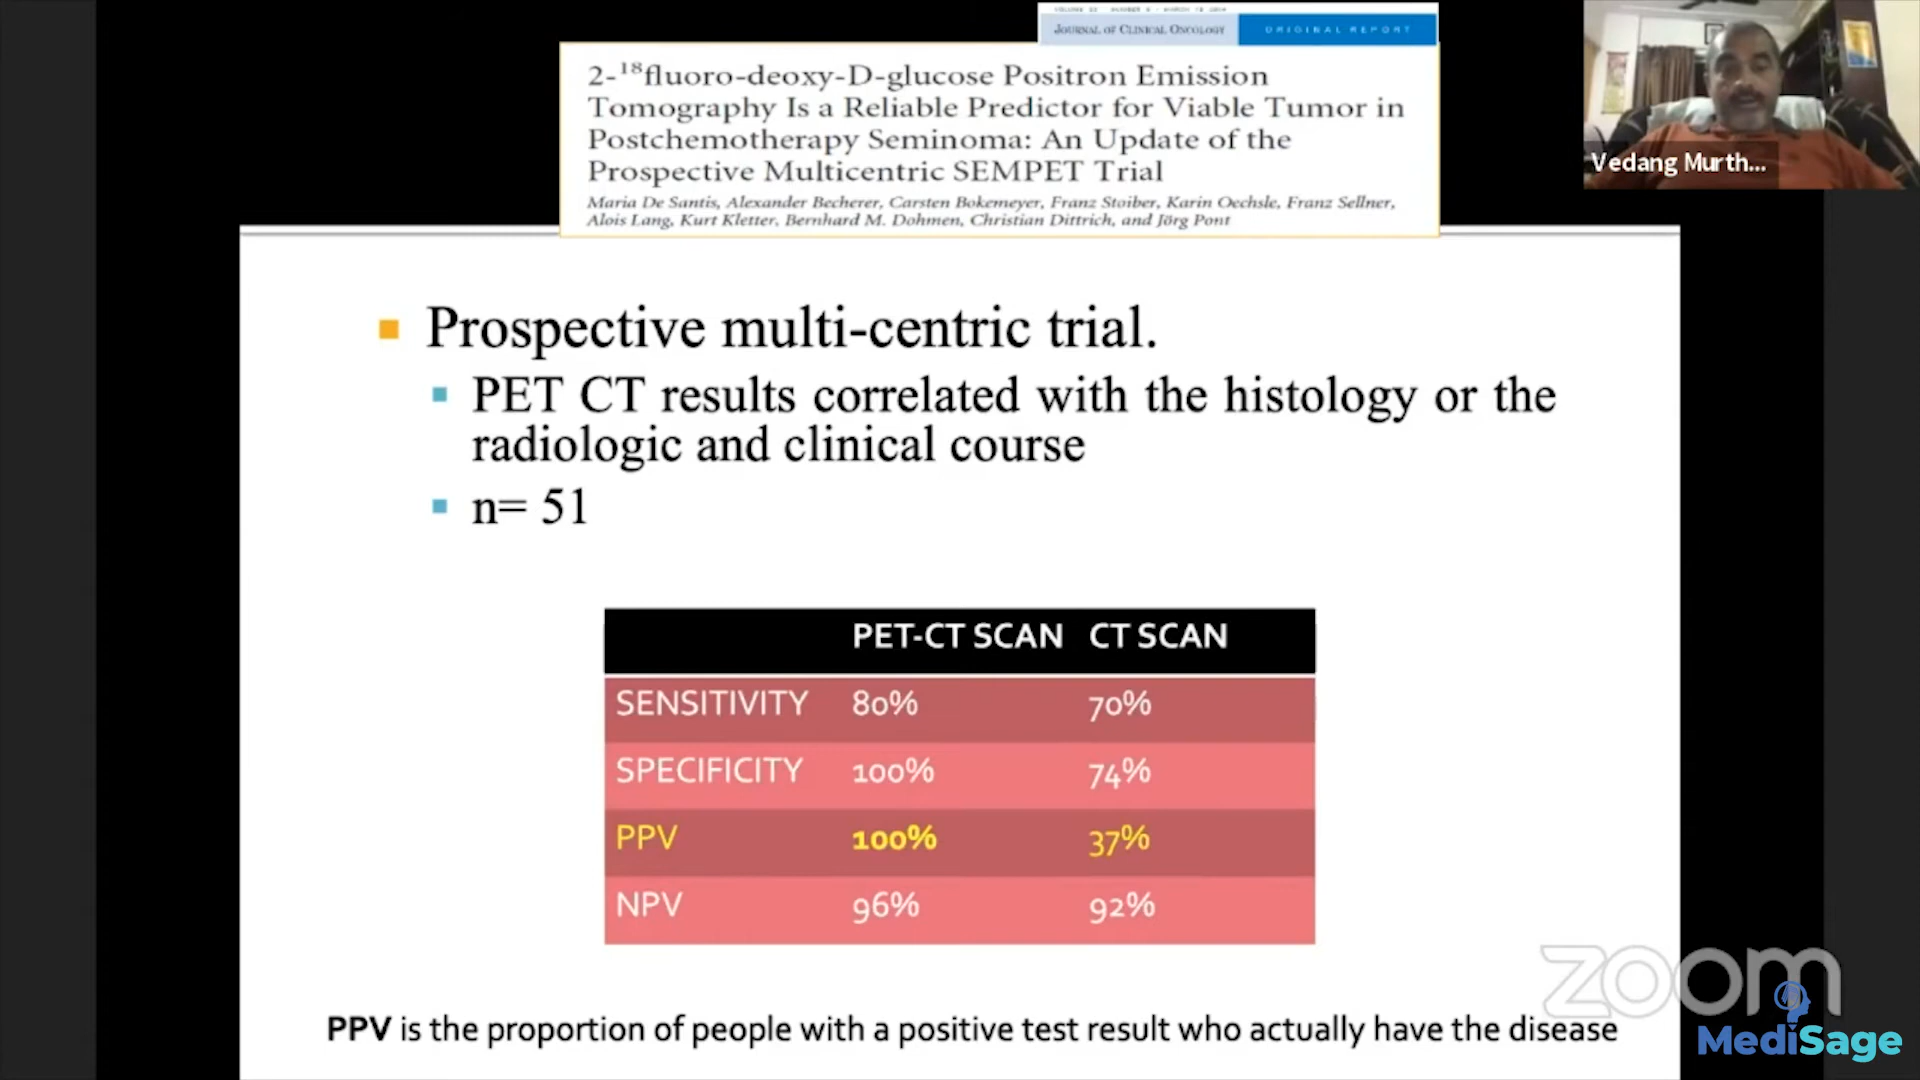 JOURNAL OF CLINICAL ONCOLOGY ORIGINAL REPORT
2-¹⁸fluoro-deoxy-D-glucose Positron Emission
Tomography Is a Reliable Predictor for Viable Tumor in
Postchemotherapy Seminoma: An Update of the
Prospective Multicentric SEMPET Trial
Maria De Santis, Alexander Becherer, Carsten Bokemeyer, Franz Stoiber, Karin Oechsle, Franz Sellner,
Alois Lang, Kurt Kletter, Bernhard M. Dohmen, Christian Dittrich, and Jörg Pont
Vedang Murth...
Prospective multi-centric trial.
PET CT results correlated with the histology or the
radiologic and clinical course
n= 51
PET-CT SCAN CT SCAN
SENSITIVITY 80% 70%
SPECIFICITY 100% 74%
PPV 100% 37%
NPV 96% 92%
PPV is the proportion of people with a positive test result who actually have the disease
zoom
MediSage